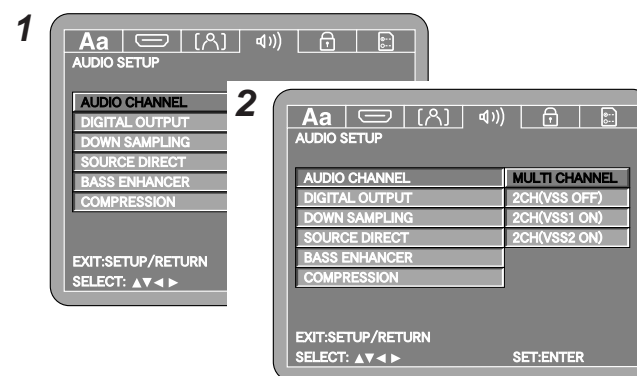 1
Aa
AUDIO SETUP
AUDIO CHANNEL
DIGITAL OUTPUT
DOWN SAMPLING
SOURCE DIRECT
BASS ENHANCER
COMPRESSION
EXIT:SETUP/RETURN
SELECT: ▲▼◄ ►
2
Aa
AUDIO SETUP
AUDIO CHANNEL MULTI CHANNEL
DIGITAL OUTPUT 2CH(VSS OFF)
DOWN SAMPLING 2CH(VSS1 ON)
SOURCE DIRECT 2CH(VSS2 ON)
BASS ENHANCER
COMPRESSION
EXIT:SETUP/RETURN
SELECT: ▲▼◄ ► SET:ENTER